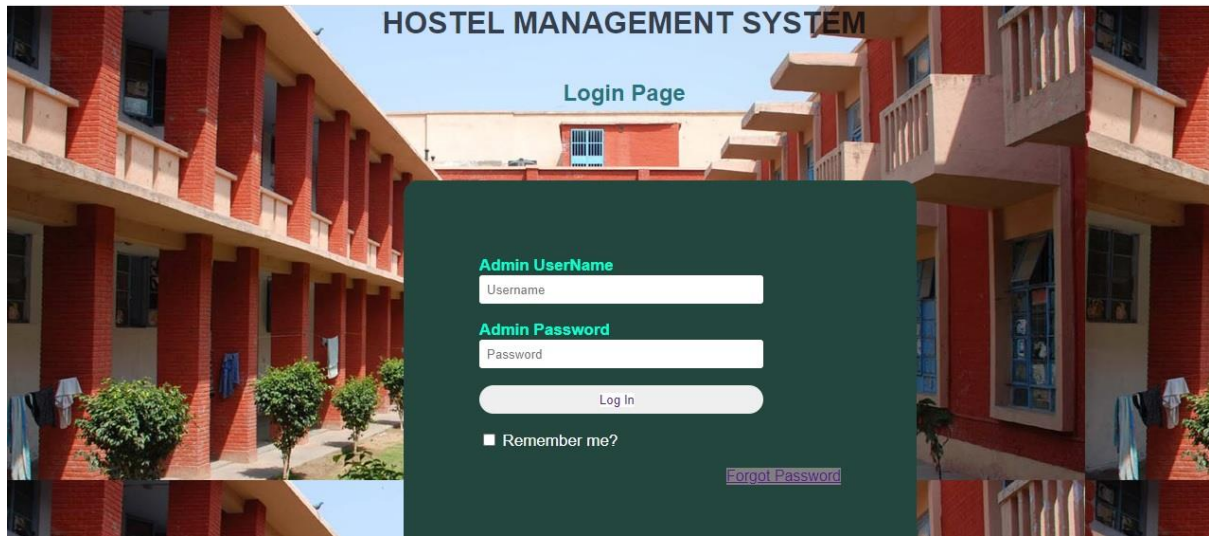 HOSTEL MANAGEMENT SYSTEM
Login Page
Admin UserName
Username
Admin Password
Password
Log In
Remember me?
Forgot Password